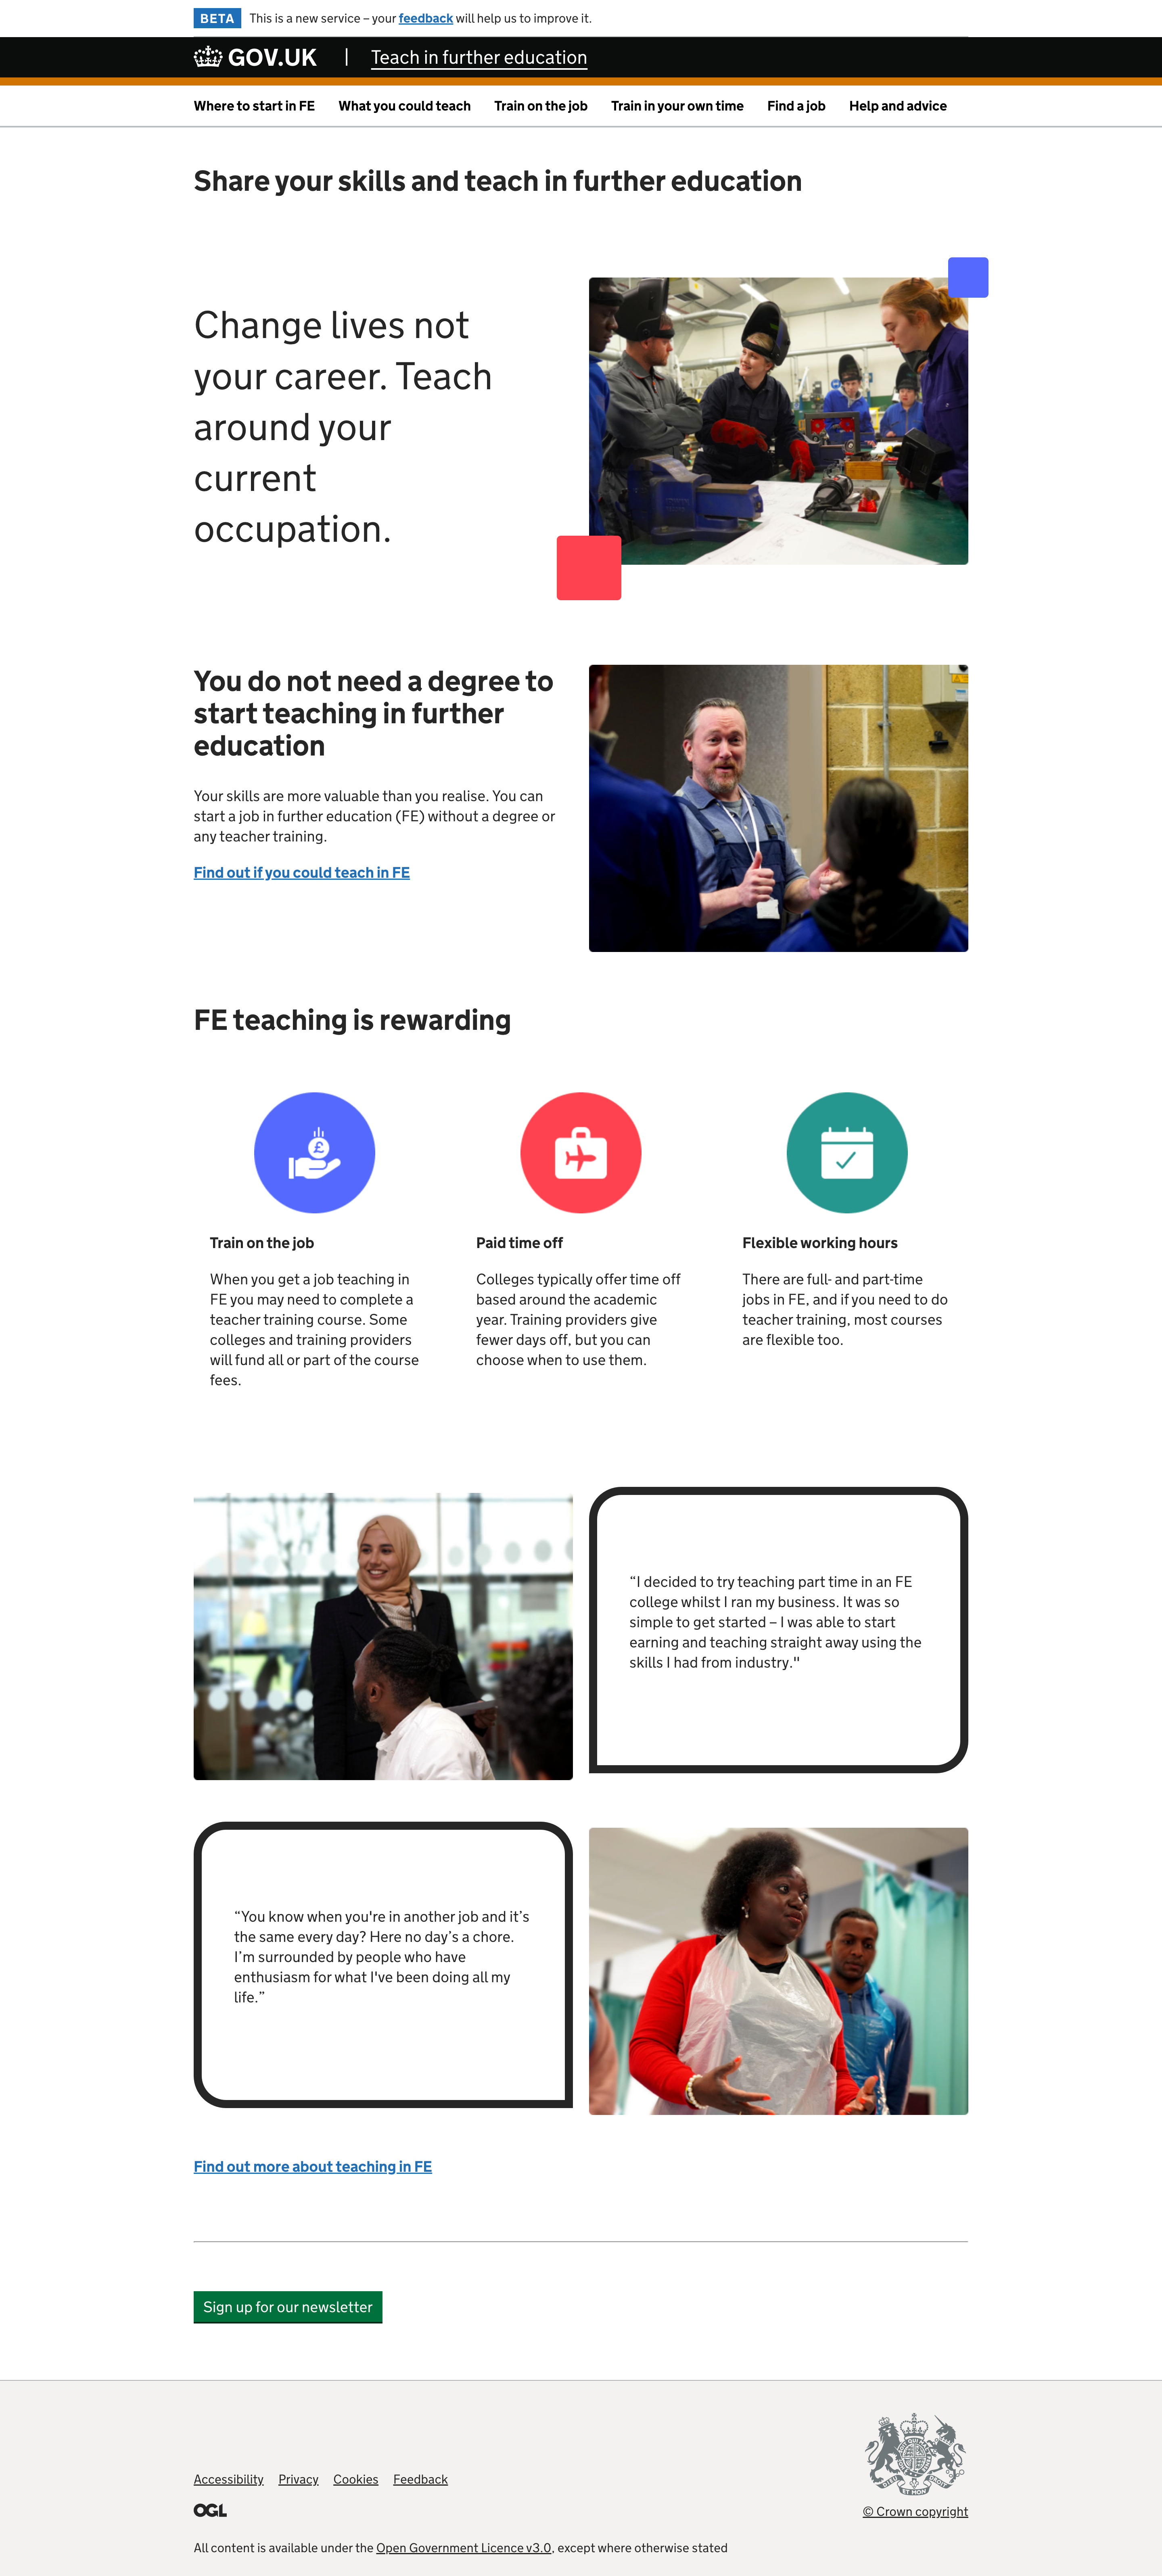 BETA This is a new service – your feedback will help us to improve it.
GOV.UK | Teach in further education
Where to start in FE What you could teach Train on the job Train in your own time Find a job Help and advice
Share your skills and teach in further education
Change lives not
your career. Teach
around your
current
occupation.
You do not need a degree to
start teaching in further
education
Your skills are more valuable than you realise. You can
start a job in further education (FE) without a degree or
any teacher training.
Find out if you could teach in FE
FE teaching is rewarding
£
Train on the job
When you get a job teaching in
FE you may need to complete a
teacher training course. Some
colleges and training providers
will fund all or part of the course
fees.
Paid time off
Colleges typically offer time off
based around the academic
year. Training providers give
fewer days off, but you can
choose when to use them.
Flexible working hours
There are full- and part-time
jobs in FE, and if you need to do
teacher training, most courses
are flexible too.
“I decided to try teaching part time in an FE
college whilst I ran my business. It was so
simple to get started – I was able to start
earning and teaching straight away using the
skills I had from industry."
“You know when you're in another job and it’s
the same every day? Here no day’s a chore.
I’m surrounded by people who have
enthusiasm for what I've been doing all my
life.”
Find out more about teaching in FE
Sign up for our newsletter
Accessibility Privacy Cookies Feedback
OGL
All content is available under the Open Government Licence v3.0, except where otherwise stated
© Crown copyright